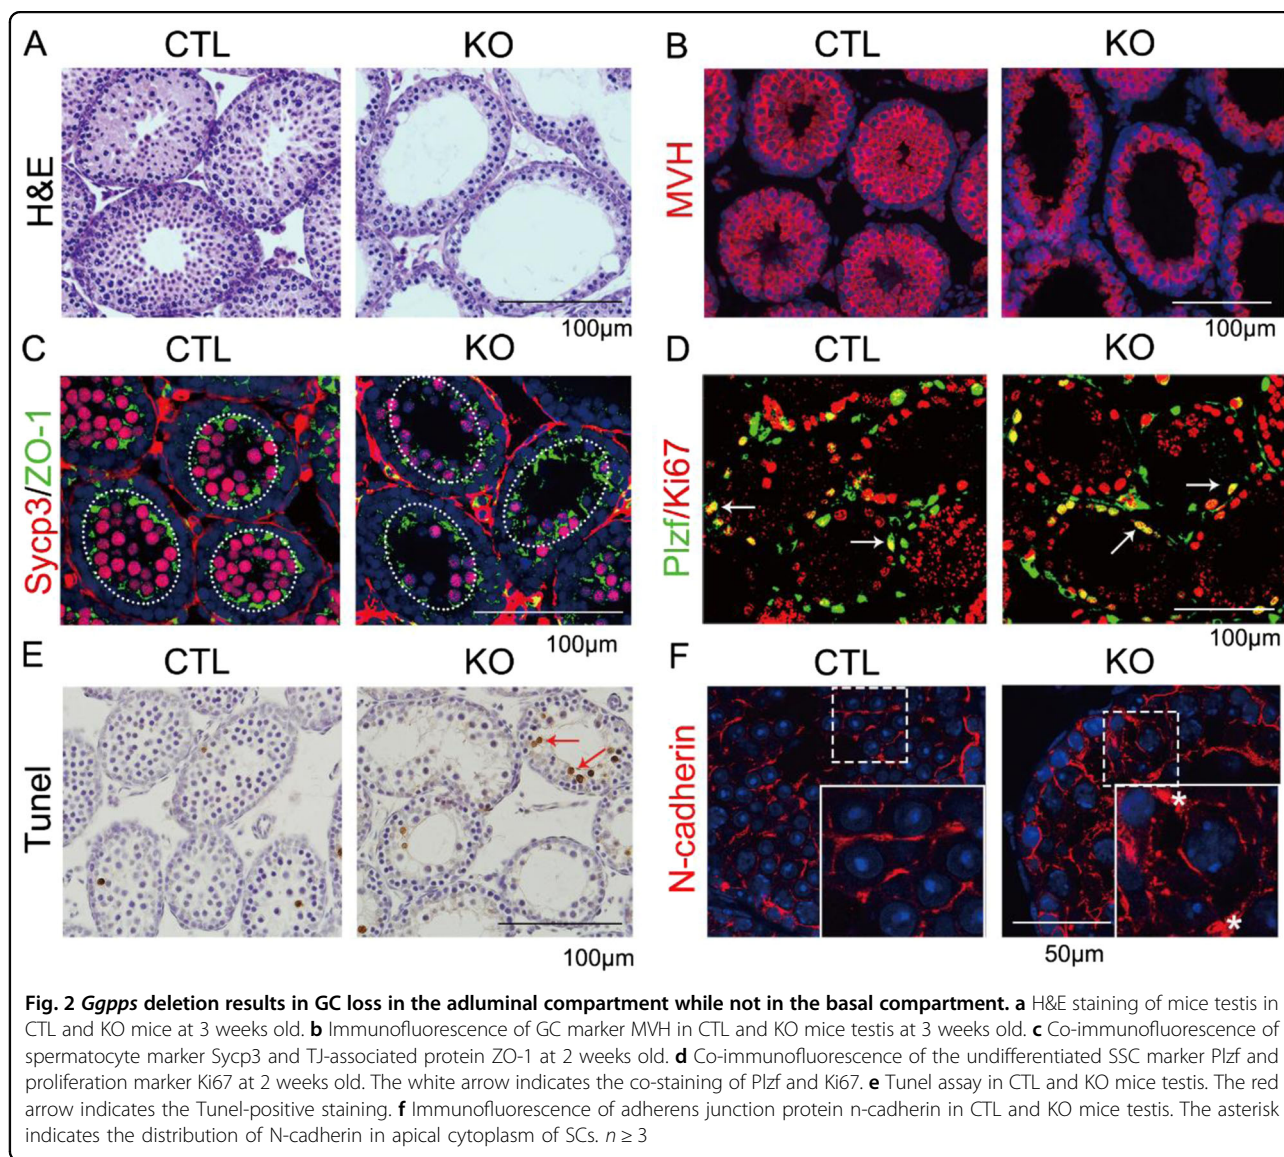 A CTL KO
H&E
100µm
B CTL KO
MVH
100µm
C CTL KO
Sycp3/ZO-1
100µm
D CTL KO
Plzf/Ki67
100µm
E CTL KO
Tunel
100µm
F CTL KO
N-cadherin
*
*
50µm
Fig. 2 Ggpps deletion results in GC loss in the adluminal compartment while not in the basal compartment. a H&E staining of mice testis in
CTL and KO mice at 3 weeks old. b Immunofluorescence of GC marker MVH in CTL and KO mice testis at 3 weeks old. c Co-immunofluorescence of
spermatocyte marker Sycp3 and TJ-associated protein ZO-1 at 2 weeks old. d Co-immunofluorescence of the undifferentiated SSC marker Plzf and
proliferation marker Ki67 at 2 weeks old. The white arrow indicates the co-staining of Plzf and Ki67. e Tunel assay in CTL and KO mice testis. The red
arrow indicates the Tunel-positive staining. f Immunofluorescence of adherens junction protein n-cadherin in CTL and KO mice testis. The asterisk
indicates the distribution of N-cadherin in apical cytoplasm of SCs. n ≥ 3